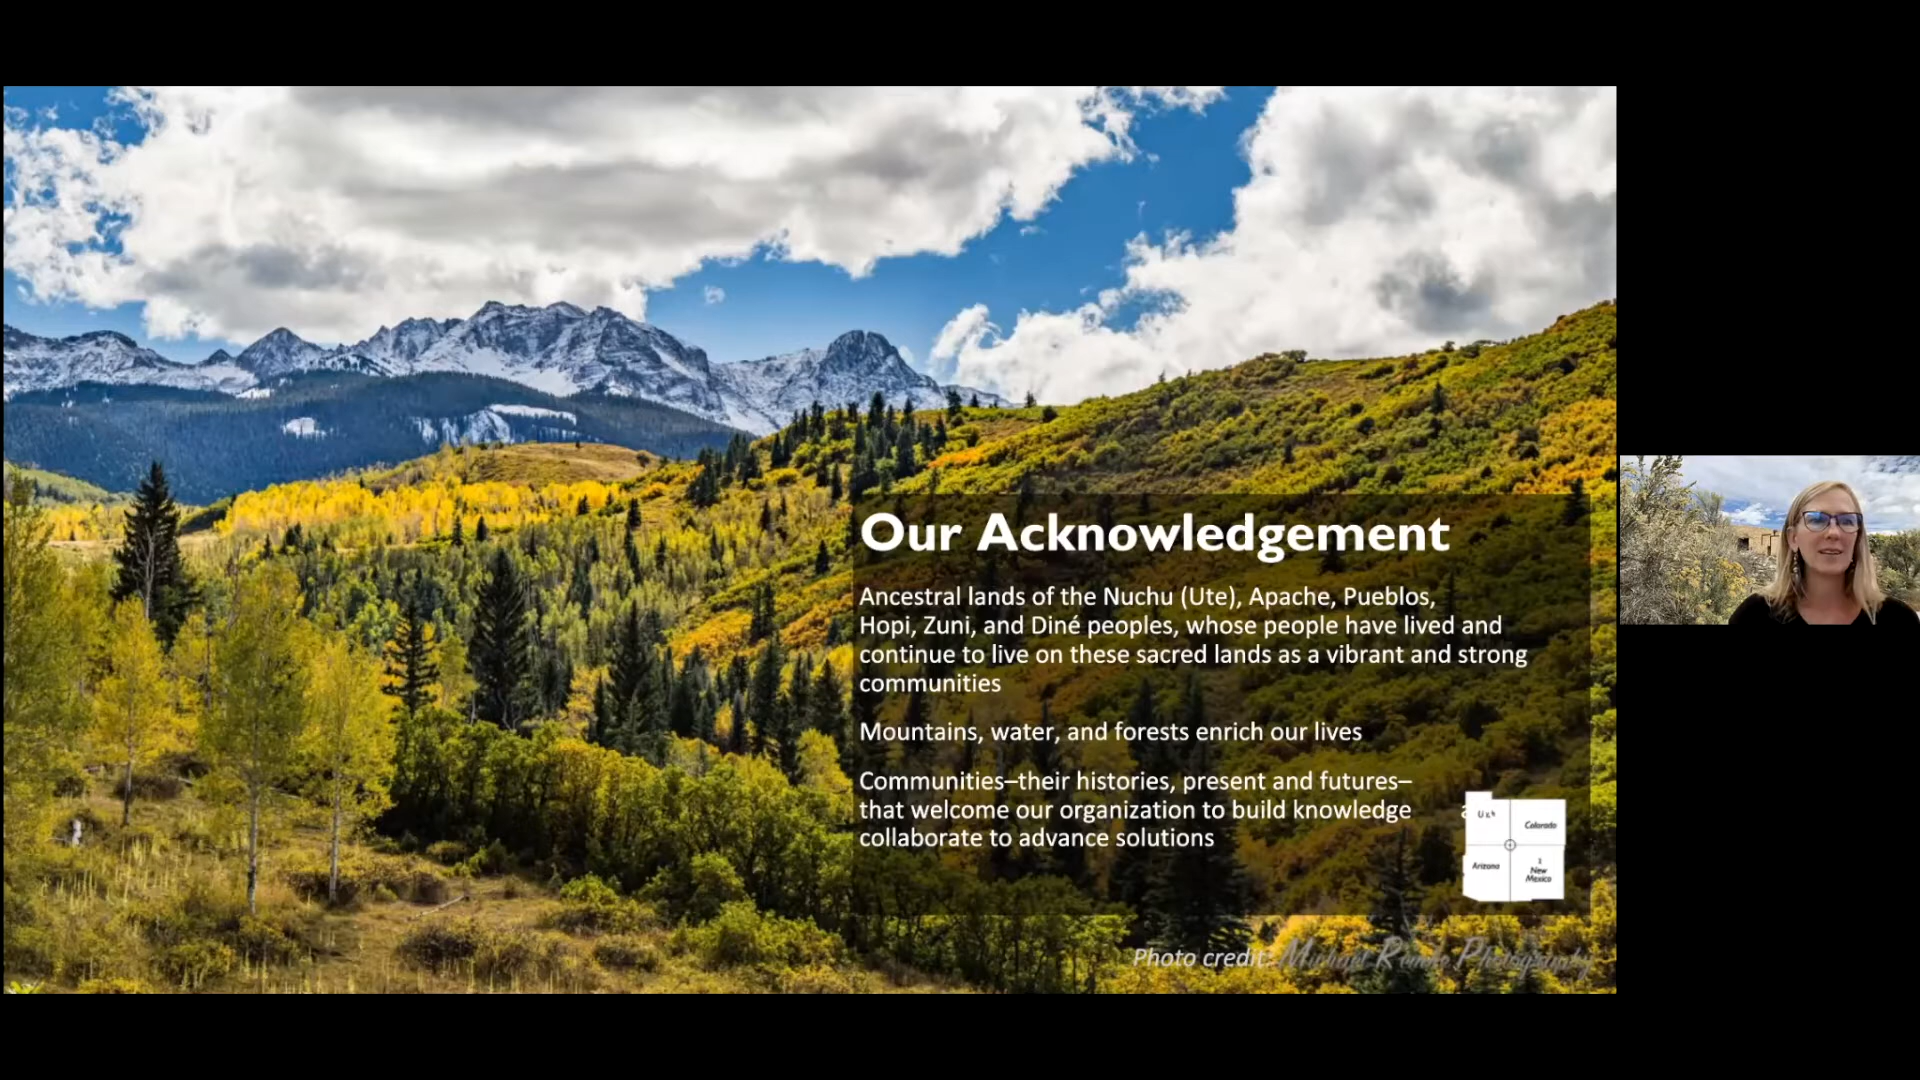 Our Acknowledgement
Ancestral lands of the Nuchu (Ute), Apache, Pueblos,
Hopi, Zuni, and Diné peoples, whose people have lived and
continue to live on these sacred lands as a vibrant and strong
communities
Mountains, water, and forests enrich our lives
Communities–their histories, present and futures–
that welcome our organization to build knowledge a
collaborate to advance solutions
Colorado
Arizona
New
Mexico
Photo credit: Michael Photography